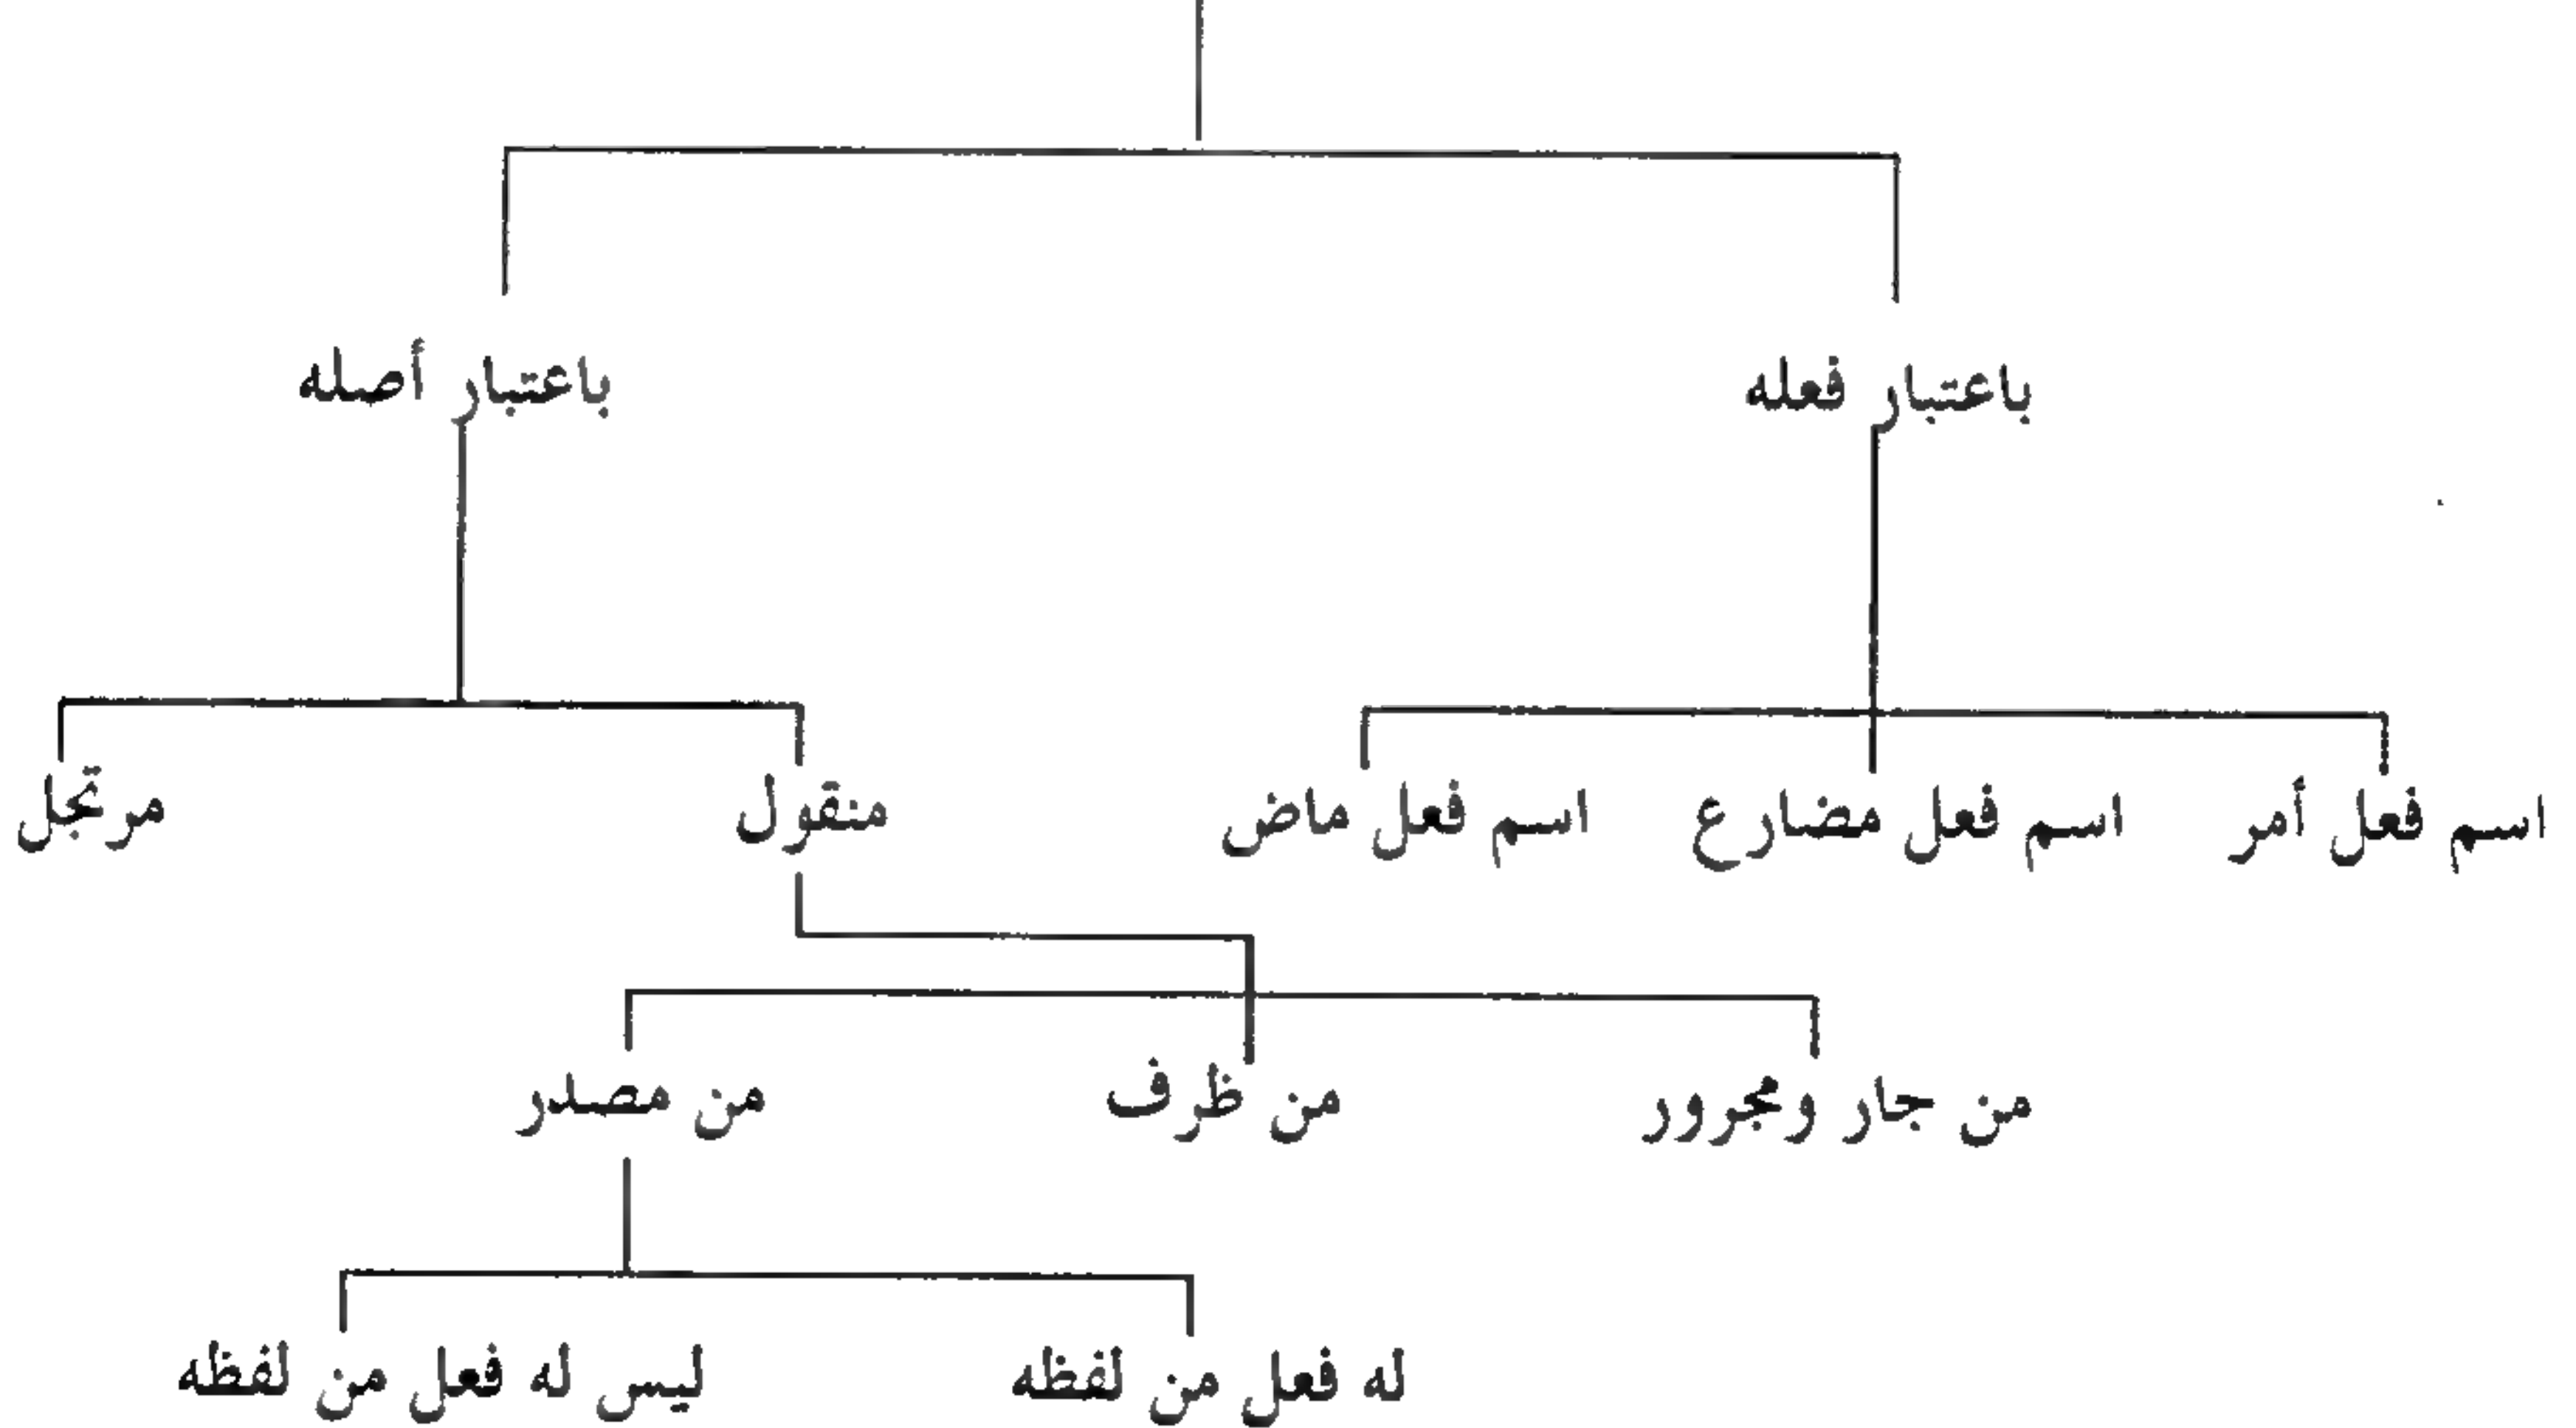 باعتبار فعله باعتبار أصله
اسم فعل أمر اسم فعل مضارع اسم فعل ماض منقول مرتجل
من جار ومجرور من ظرف من مصدر
له فعل من لفظه ليس له فعل من لفظه